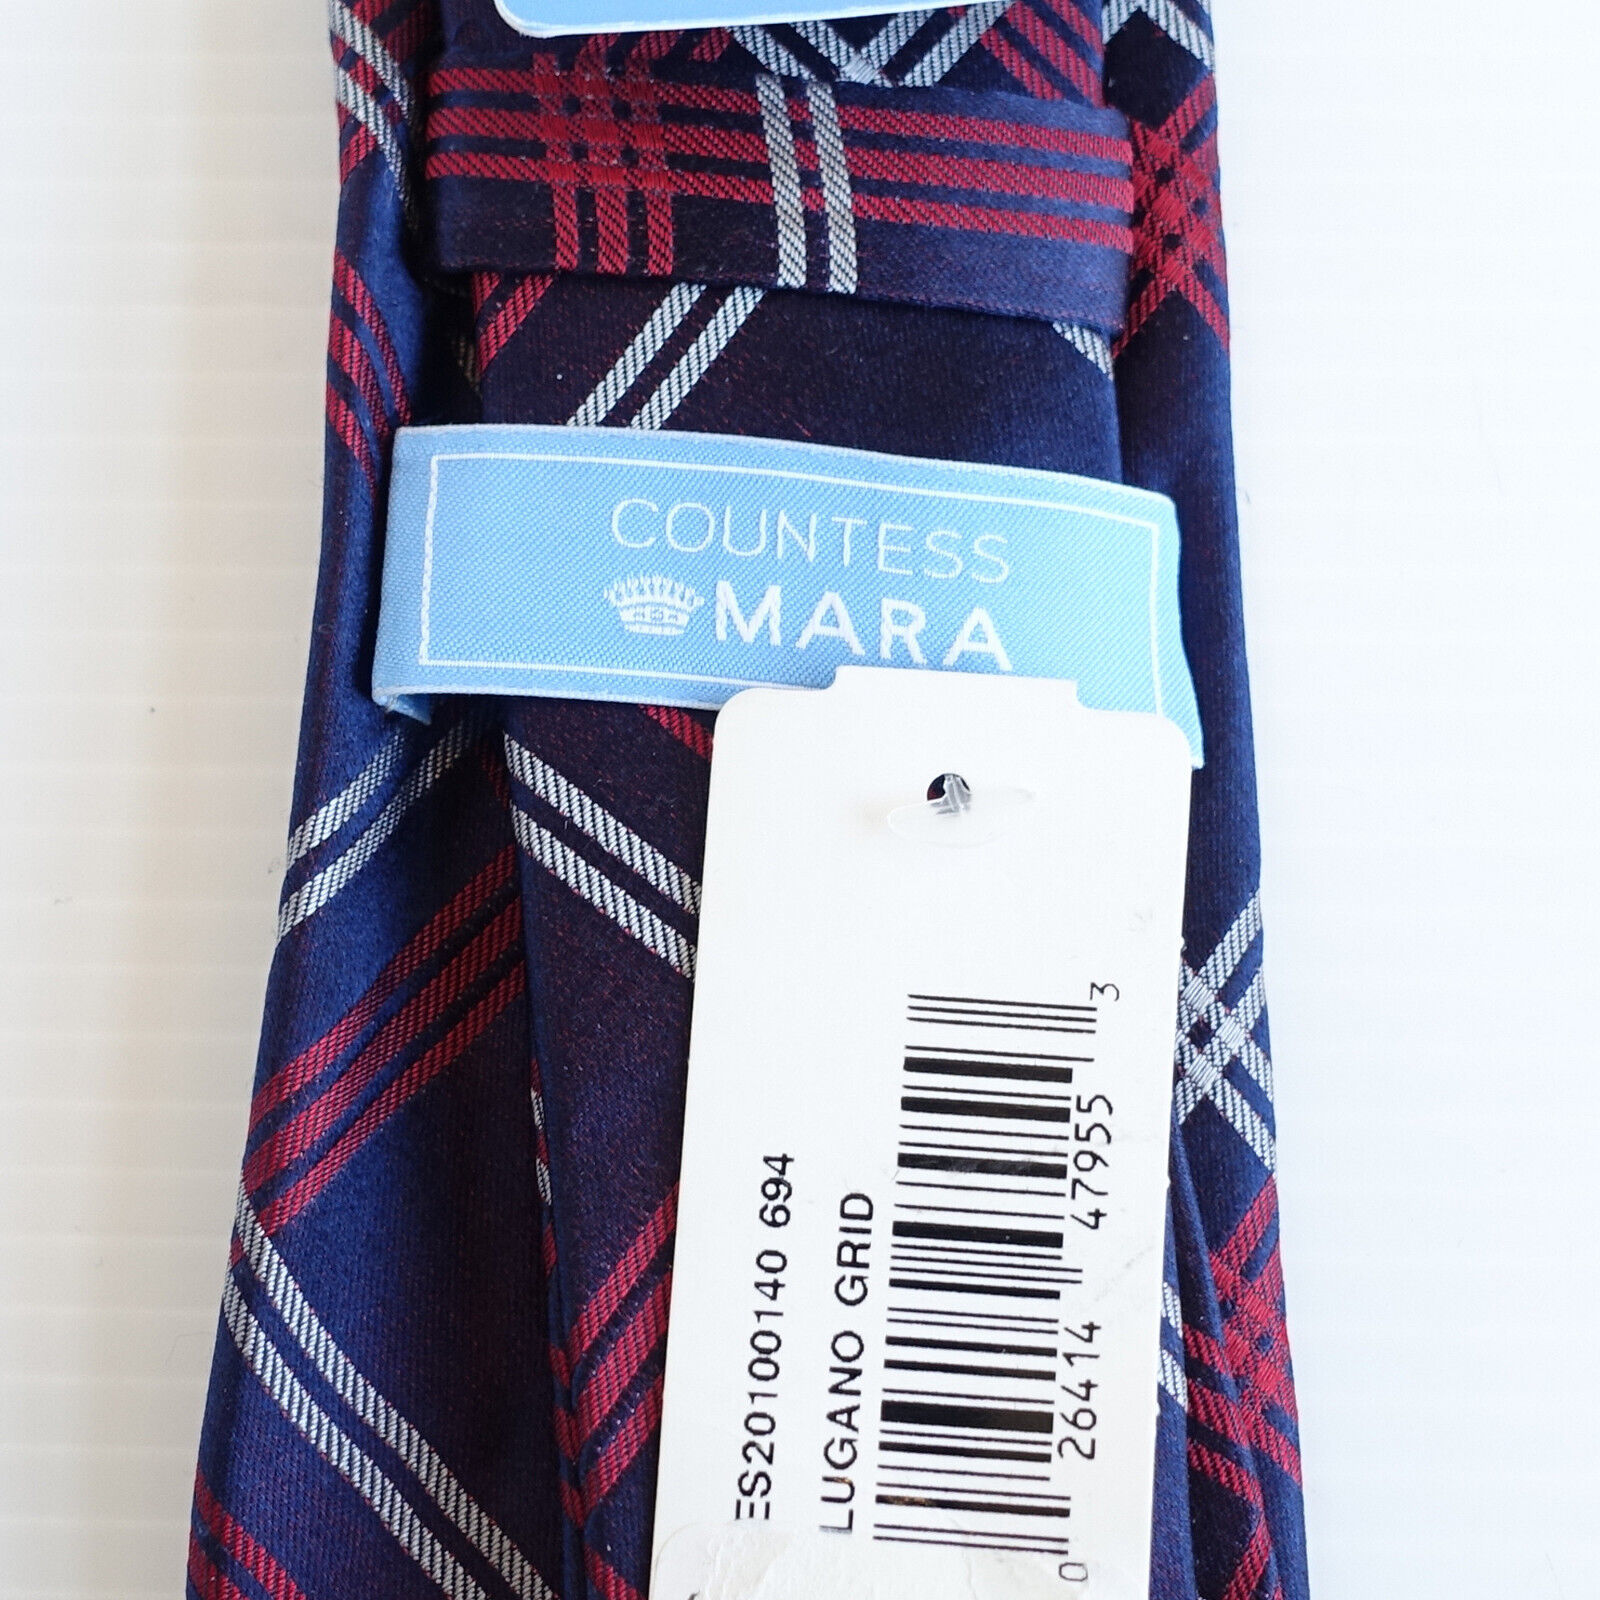 COUNTESS
MARA
ES20100140 694
LUGANO GRID
0 26414 47955 3